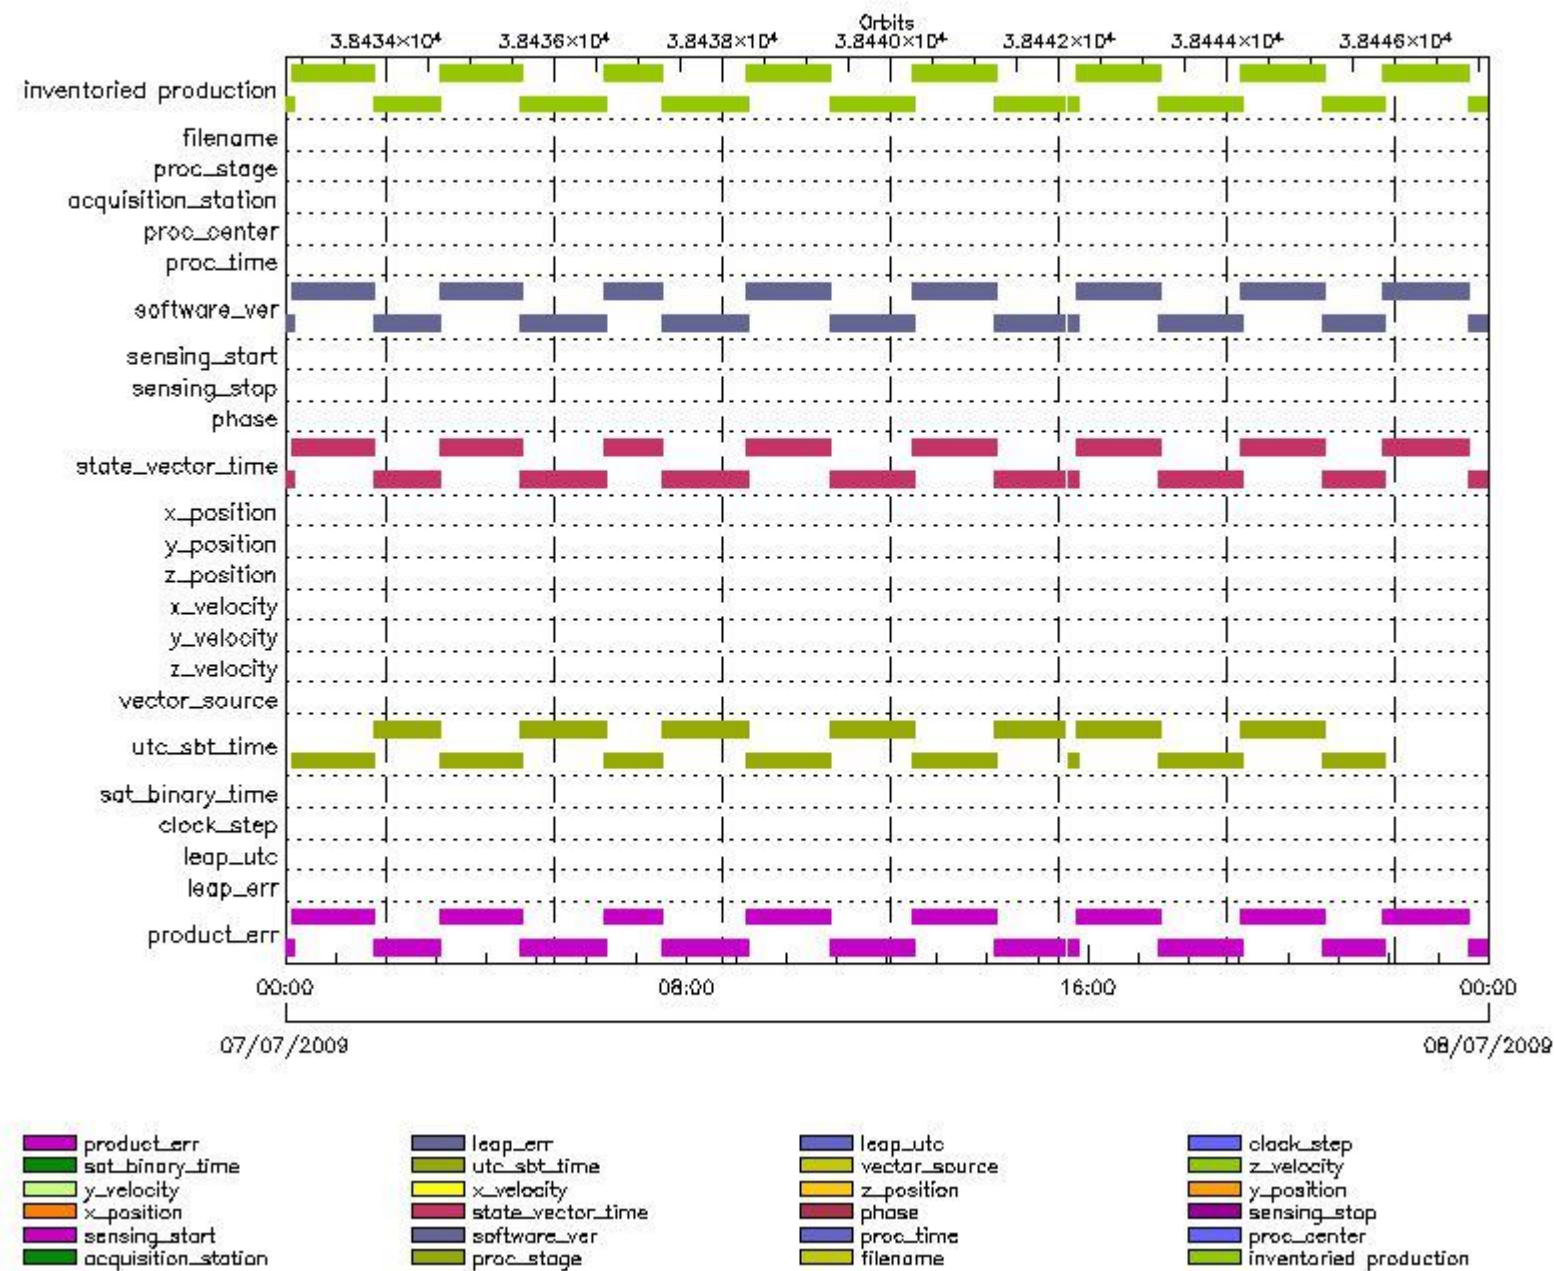 Orbits
3.8434×10⁴ 3.8436×10⁴ 3.8438×10⁴ 3.8440×10⁴ 3.8442×10⁴ 3.8444×10⁴ 3.8446×10⁴
inventoried production
filename
proc_stage
acquisition_station
proc_center
proc_time
software_ver
sensing_start
sensing_stop
phase
state_vector_time
x_position
y_position
z_position
x_velocity
y_velocity
z_velocity
vector_source
utc_sbt_time
sat_binary_time
clock_step
leap_utc
leap_err
product_err
00:00 08:00 16:00 00:00
07/07/2009 08/07/2009
product_err leap_err leap_utc clock_step
sat_binary_time utc_sbt_time vector_source z_velocity
y_velocity x_velocity z_position y_position
x_position state_vector_time phase sensing_stop
sensing_start software_ver proc_time proc_center
acquisition_station proc_stage filename inventoried production